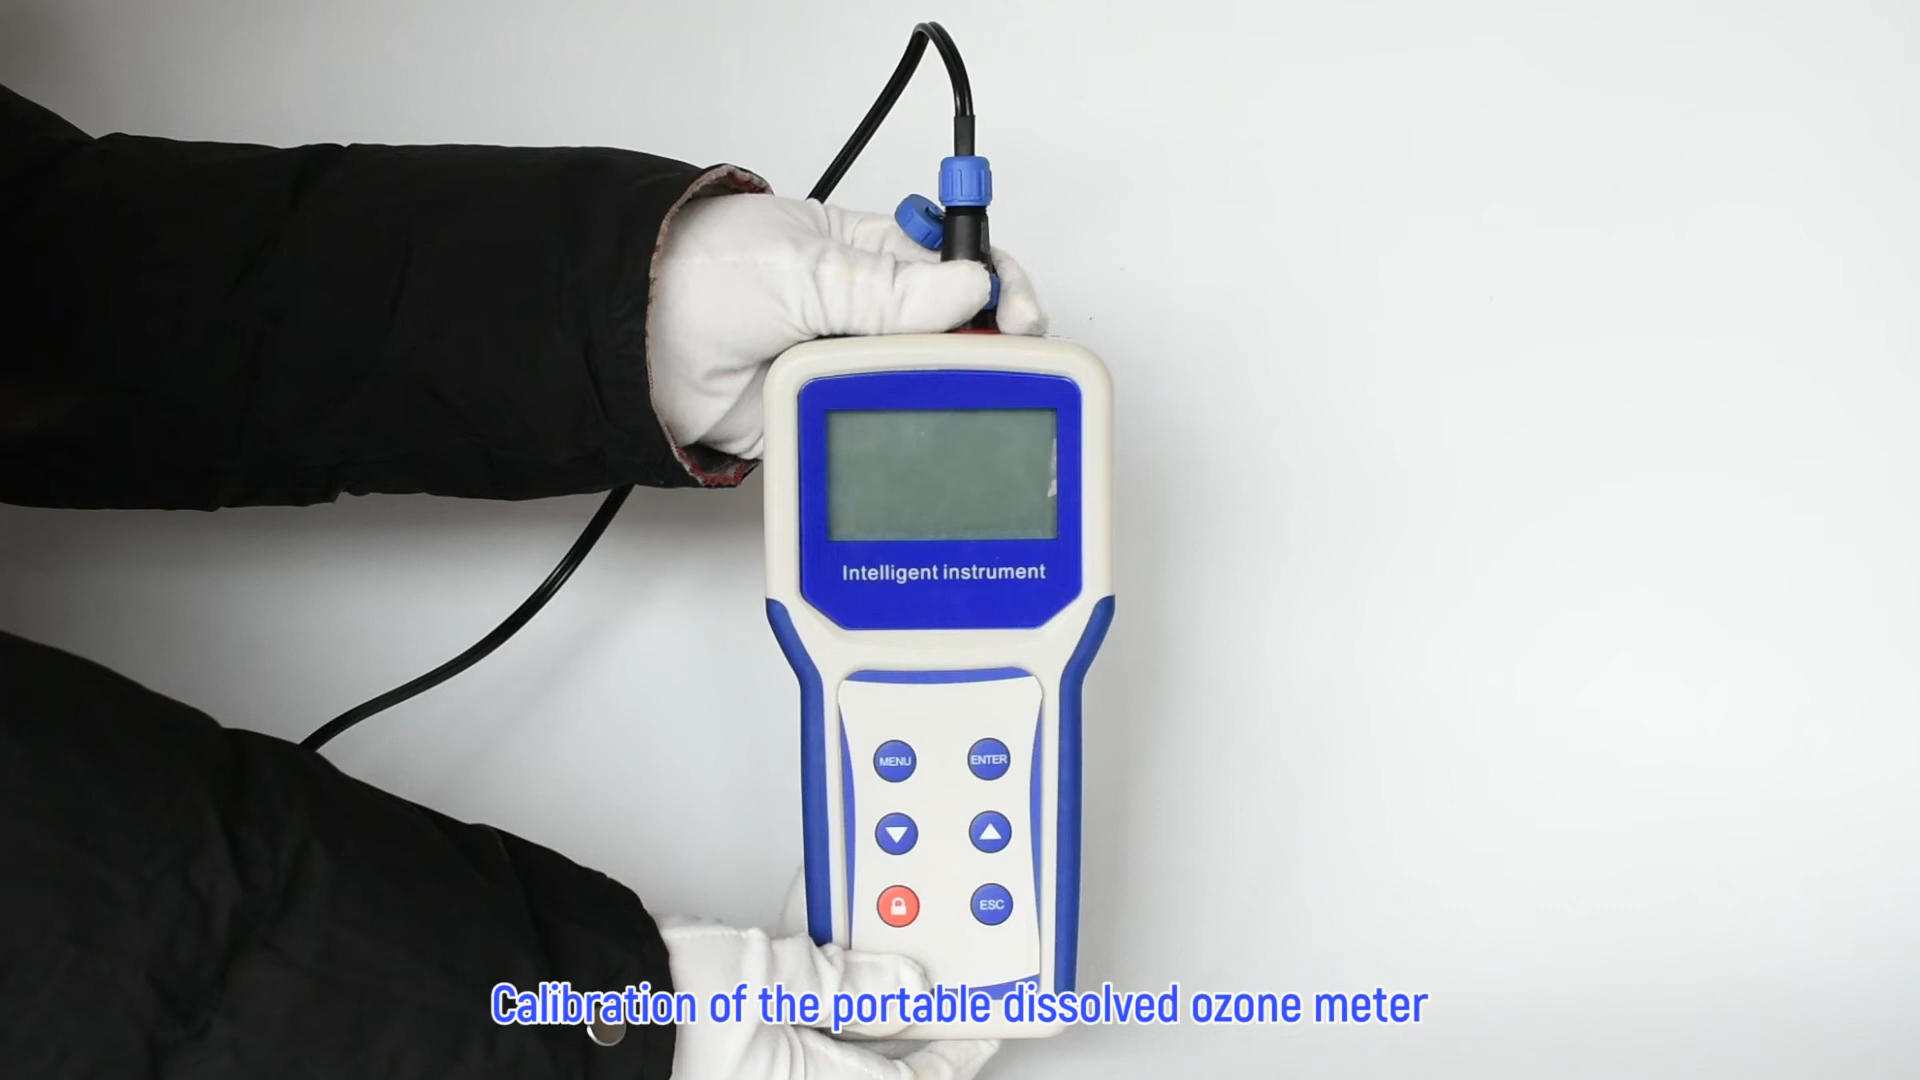 Intelligent instrument
MENU
ENTER
ESC
Calibration of the portable dissolved ozone meter